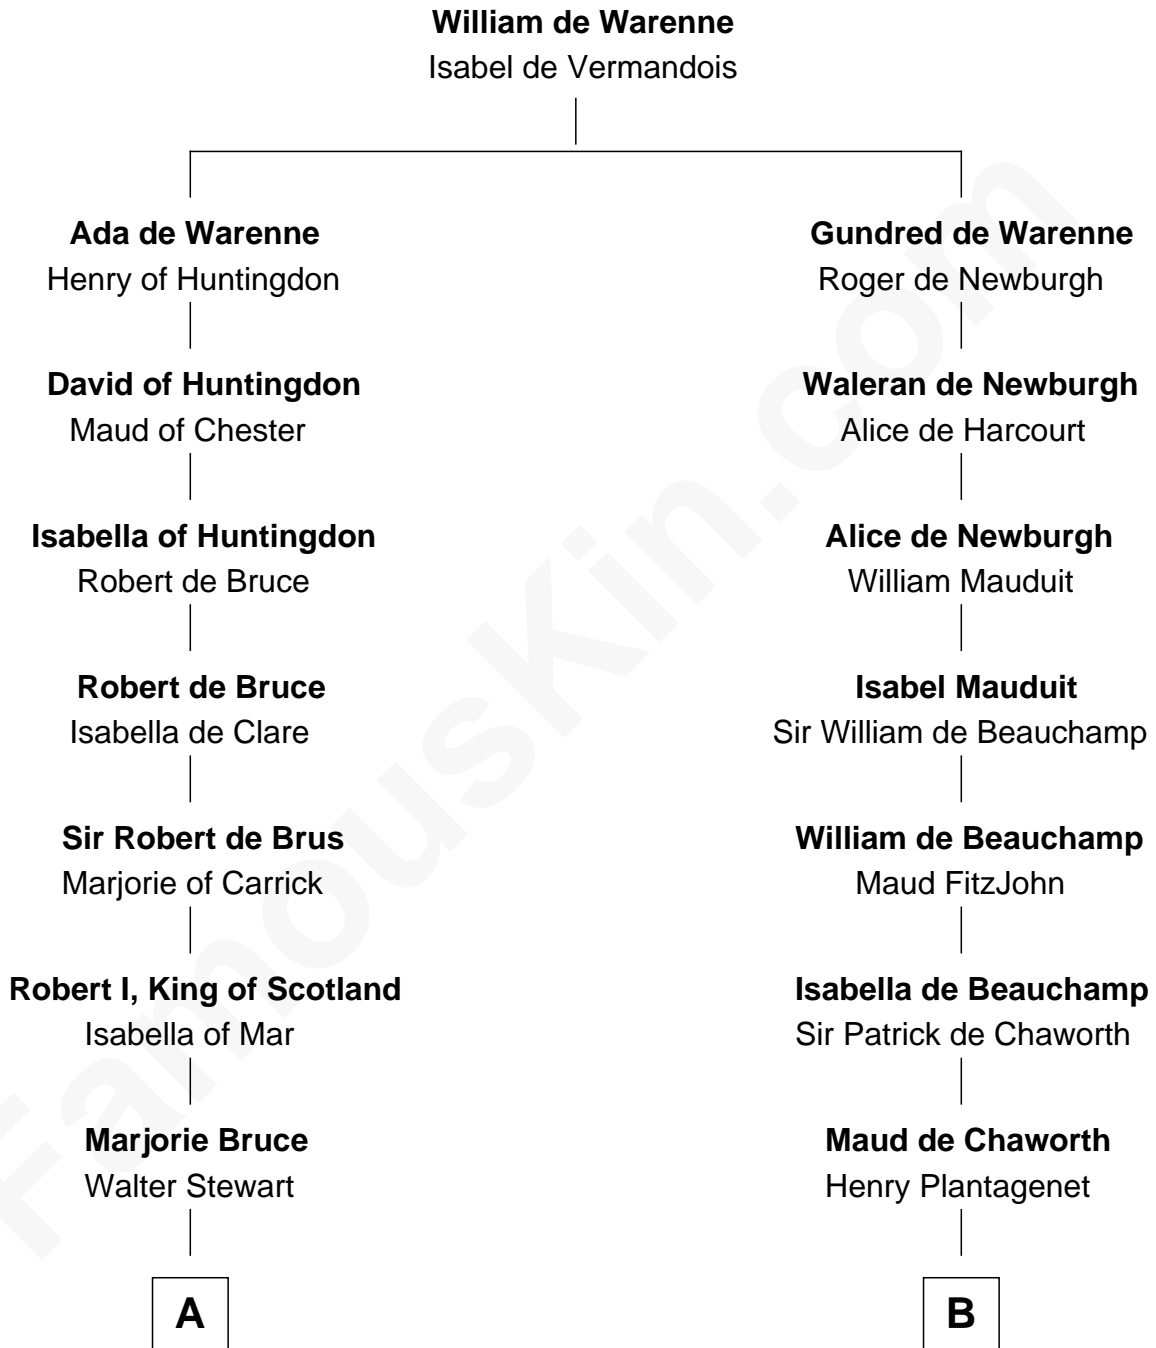 William de Warenne
Isabel de Vermandois
Ada de Warenne
Henry of Huntingdon
Gundred de Warenne
Roger de Newburgh
David of Huntingdon
Maud of Chester
Waleran de Newburgh
Alice de Harcourt
Isabella of Huntingdon
Robert de Bruce
Alice de Newburgh
William Mauduit
Robert de Bruce
Isabella de Clare
Isabel Mauduit
Sir William de Beauchamp
Sir Robert de Brus
Marjorie of Carrick
William de Beauchamp
Maud FitzJohn
Robert I, King of Scotland
Isabella of Mar
Isabella de Beauchamp
Sir Patrick de Chaworth
Marjorie Bruce
Walter Stewart
Maud de Chaworth
Henry Plantagenet
A
B
FamousKin.com